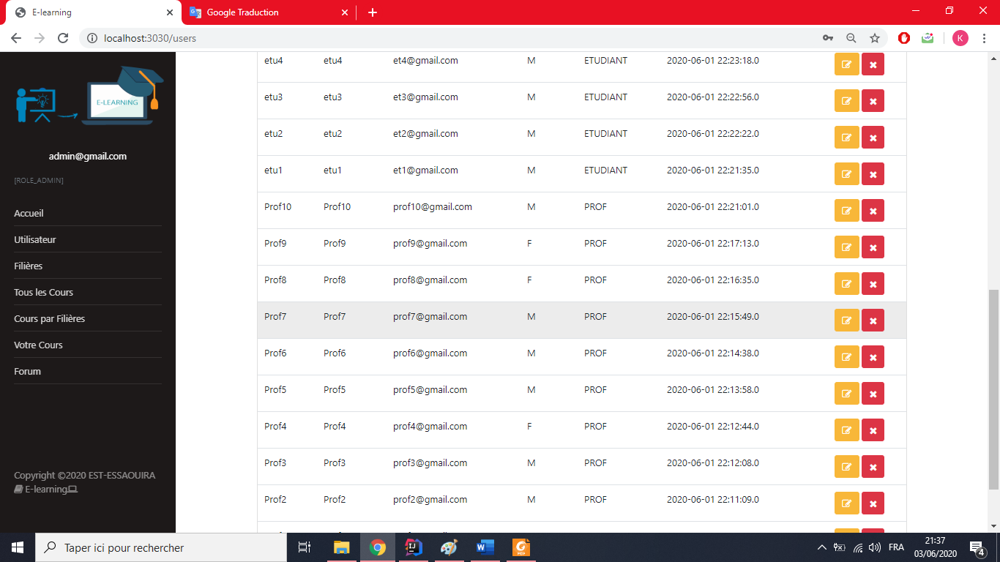 E-learning
Google Traduction
localhost:3030/users
K
E-LEARNING
admin@gmail.com
[ROLE_ADMIN]
Accueil
Utilisateur
Filières
Tous les Cours
Cours par Filières
Votre Cours
Forum
Copyright ©2020 EST-ESSAOUIRA
E-learning
etu4 etu4 et4@gmail.com M ETUDIANT 2020-06-01 22:23:18.0
etu3 etu3 et3@gmail.com M ETUDIANT 2020-06-01 22:22:56.0
etu2 etu2 et2@gmail.com M ETUDIANT 2020-06-01 22:22:22.0
etu1 etu1 et1@gmail.com M ETUDIANT 2020-06-01 22:21:35.0
Prof10 Prof10 prof10@gmail.com M PROF 2020-06-01 22:21:01.0
Prof9 Prof9 prof9@gmail.com F PROF 2020-06-01 22:17:13.0
Prof8 Prof8 prof8@gmail.com F PROF 2020-06-01 22:16:35.0
Prof7 Prof7 prof7@gmail.com M PROF 2020-06-01 22:15:49.0
Prof6 Prof6 prof6@gmail.com M PROF 2020-06-01 22:14:38.0
Prof5 Prof5 prof5@gmail.com M PROF 2020-06-01 22:13:58.0
Prof4 Prof4 prof4@gmail.com F PROF 2020-06-01 22:12:44.0
Prof3 Prof3 prof3@gmail.com M PROF 2020-06-01 22:12:08.0
Prof2 Prof2 prof2@gmail.com M PROF 2020-06-01 22:11:09.0
Taper ici pour rechercher
IJ
W
PDF
FRA
21:37
03/06/2020
4